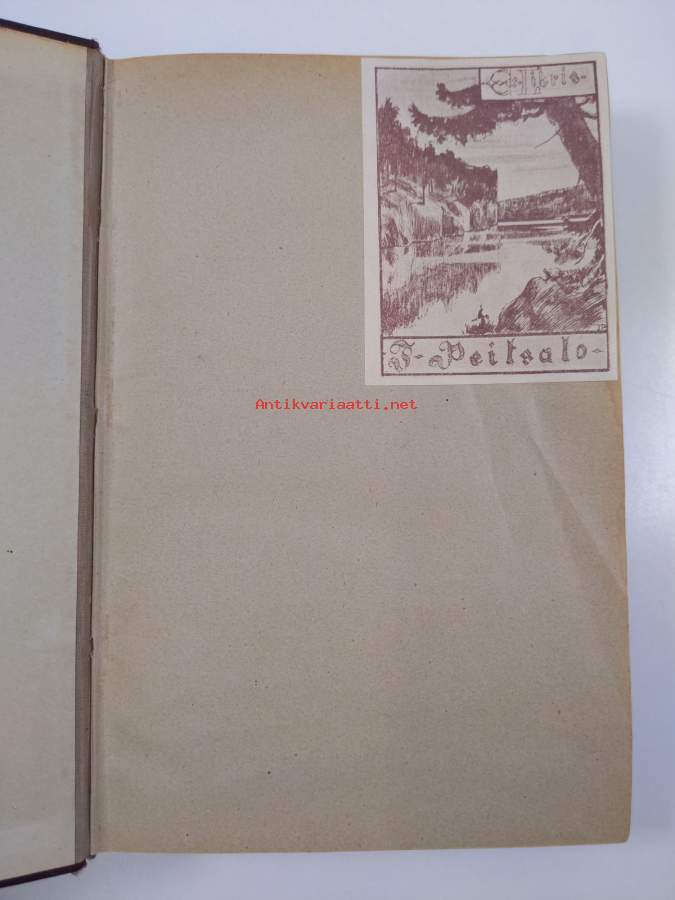 Ex Libris
J. Peitsalo
Antikvariaatti.net